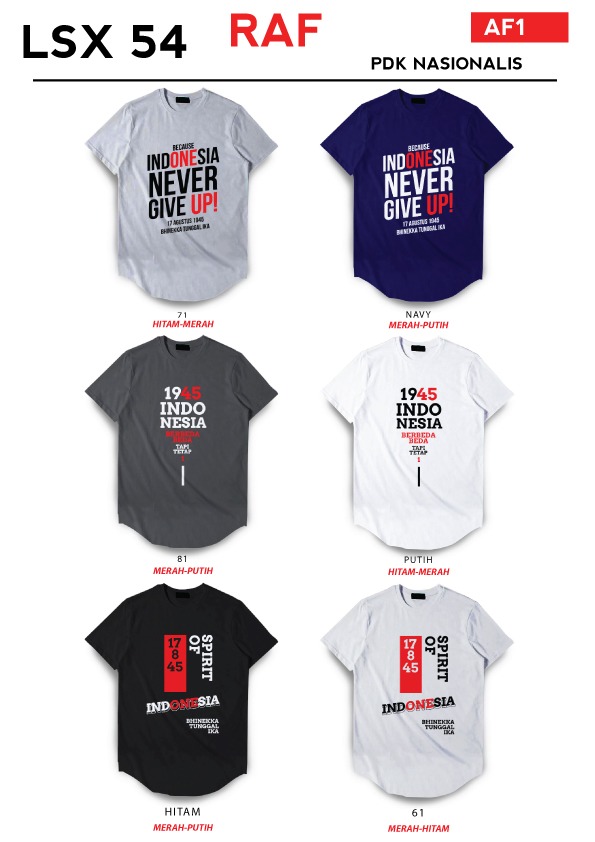 LSX 54
RAF
AF1
PDK NASIONALIS
BECAUSE
INDONESIA
NEVER
GIVE UP!
17 AGUSTUS 1945
BHINEKKA TUNGGAL IKA
71
HITAM-MERAH
BECAUSE
INDONESIA
NEVER
GIVE UP!
17 AGUSTUS 1945
BHINEKKA TUNGGAL IKA
NAVY
MERAH-PUTIH
1945
INDO
NESIA
BERBEDA
BEDA
TAPI
TETAP
1
81
MERAH-PUTIH
1945
INDO
NESIA
BERBEDA
BEDA
TAPI
TETAP
1
PUTIH
HITAM-MERAH
17
8
45
SPIRIT
OF
INDONESIA
BHINEKKA
TUNGGAL
IKA
HITAM
MERAH-PUTIH
17
8
45
SPIRIT
OF
INDONESIA
BHINEKKA
TUNGGAL
IKA
61
MERAH-HITAM